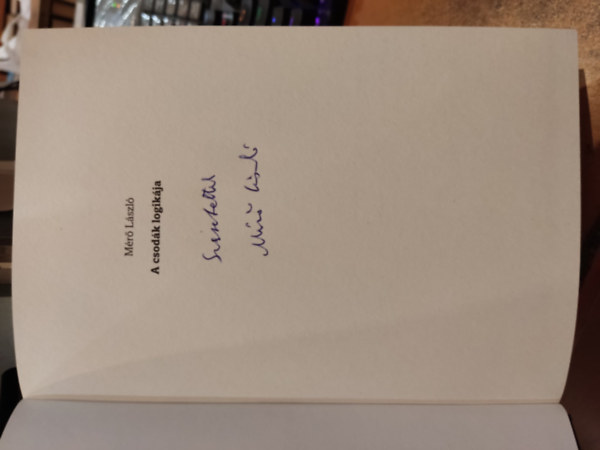 Mérő László
A csodák logikája
Szeretettel
Mérő László